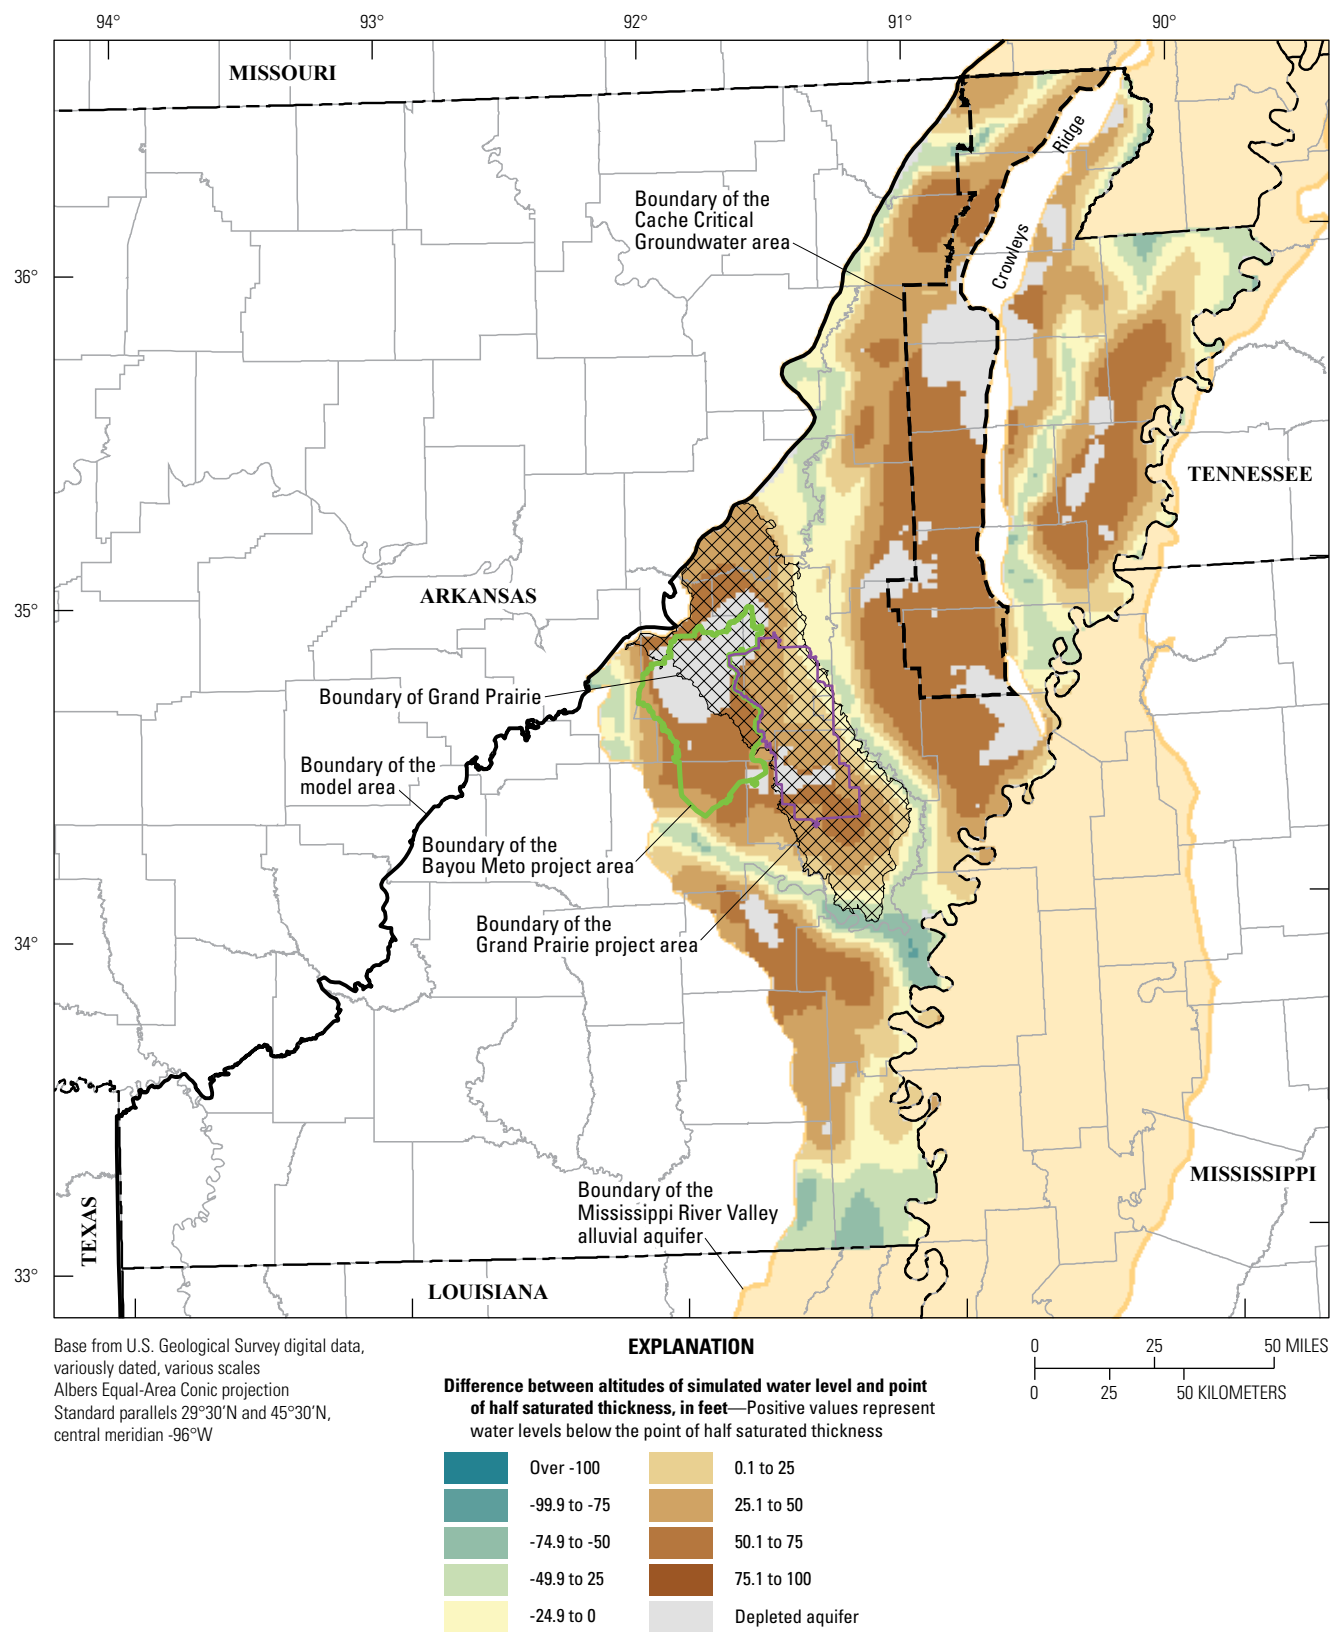 94°
93°
92°
91°
90°
MISSOURI
Ridge
Boundary of the
Cache Critical
Groundwater area
Crowleys
36°
TENNESSEE
35°
ARKANSAS
Boundary of Grand Prairie
Boundary of the
model area
Boundary of the
Bayou Meto project area
Boundary of the
Grand Prairie project area
34°
MISSISSIPPI
Boundary of the
Mississippi River Valley
alluvial aquifer
TEXAS
33°
LOUISIANA
Base from U.S. Geological Survey digital data,
variously dated, various scales
Albers Equal-Area Conic projection
Standard parallels 29°30’N and 45°30’N,
central meridian -96°W
0 25 50 MILES
0 25 50 KILOMETERS
EXPLANATION
Difference between altitudes of simulated water level and point
of half saturated thickness, in feet—Positive values represent
water levels below the point of half saturated thickness
Over -100
-99.9 to -75
-74.9 to -50
-49.9 to 25
-24.9 to 0
0.1 to 25
25.1 to 50
50.1 to 75
75.1 to 100
Depleted aquifer